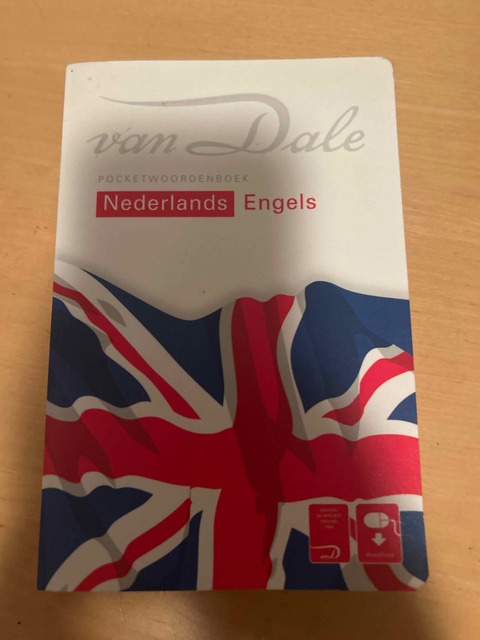 van Dale
POCKETWOORDENBOEK
Nederlands Engels